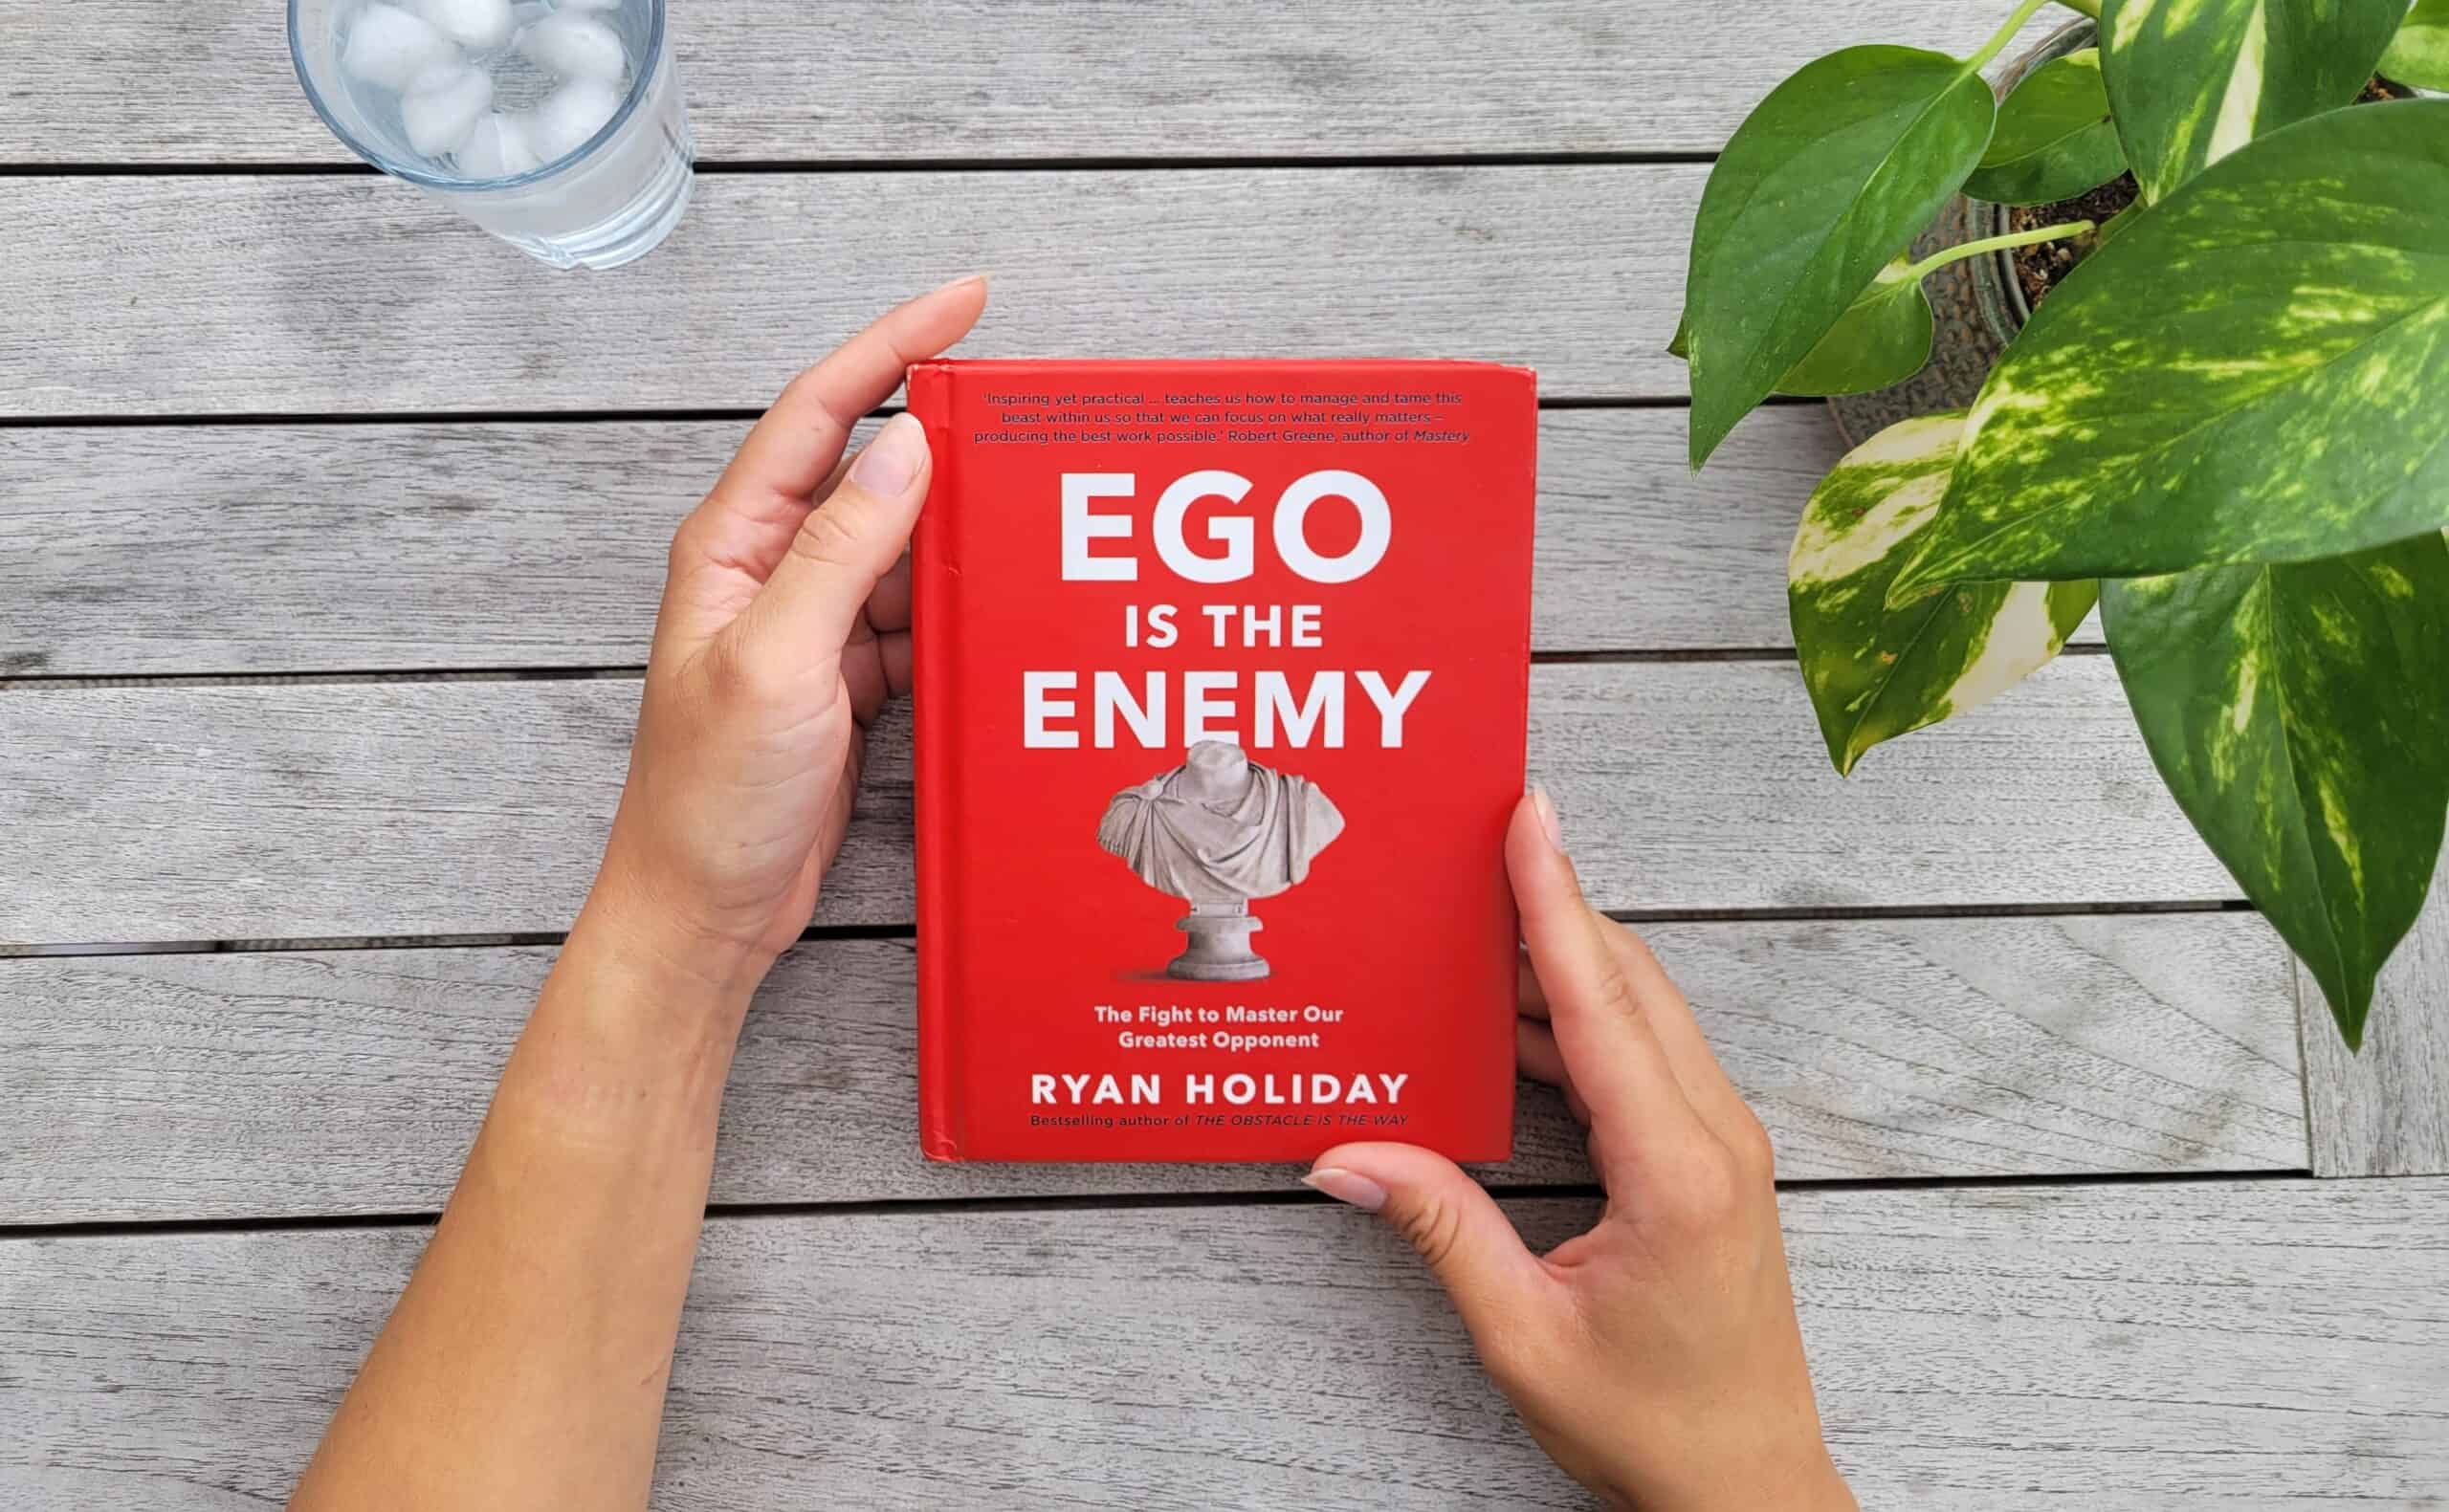 'Inspiring yet practical ... teaches us how to manage and tame this
beast within us so that we can focus on what really matters –
producing the best work possible.' Robert Greene, author of Mastery
EGO
IS THE
ENEMY
The Fight to Master Our
Greatest Opponent
RYAN HOLIDAY
Bestselling author of THE OBSTACLE IS THE WAY